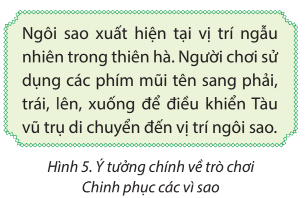 Ngôi sao xuất hiện tại vị trí ngẫu
nhiên trong thiên hà. Người chơi sử
dụng các phím mũi tên sang phải,
trái, lên, xuống để điều khiển Tàu
vũ trụ di chuyển đến vị trí ngôi sao.
Hình 5. Ý tưởng chính về trò chơi
Chinh phục các vì sao